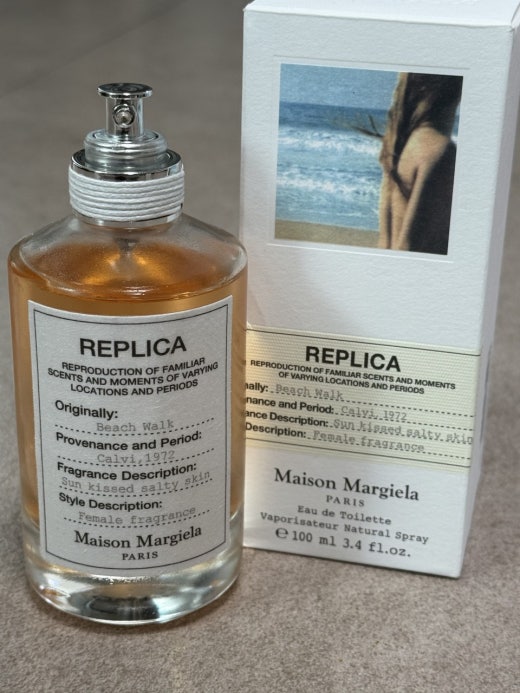 REPLICA
REPRODUCTION OF FAMILIAR
SCENTS AND MOMENTS OF VARYING
LOCATIONS AND PERIODS
Originally:
Beach Walk
Provenance and Period:
Calvi,1972
Fragrance Description:
Sun kissed salty skin
Style Description:
Female fragrance
Maison Margiela
PARIS
REPLICA
REPRODUCTION OF FAMILIAR SCENTS AND MOMENTS
OF VARYING LOCATIONS AND PERIODS
nally: Beach Walk
nance and Period: Calvi,1972
ance Description: Sun kissed salty skin
Description: Female fragrance
Maison Margiela
PARIS
Eau de Toilette
Vaporisateur Natural Spray
℮ 100 ml 3.4 fl.oz.